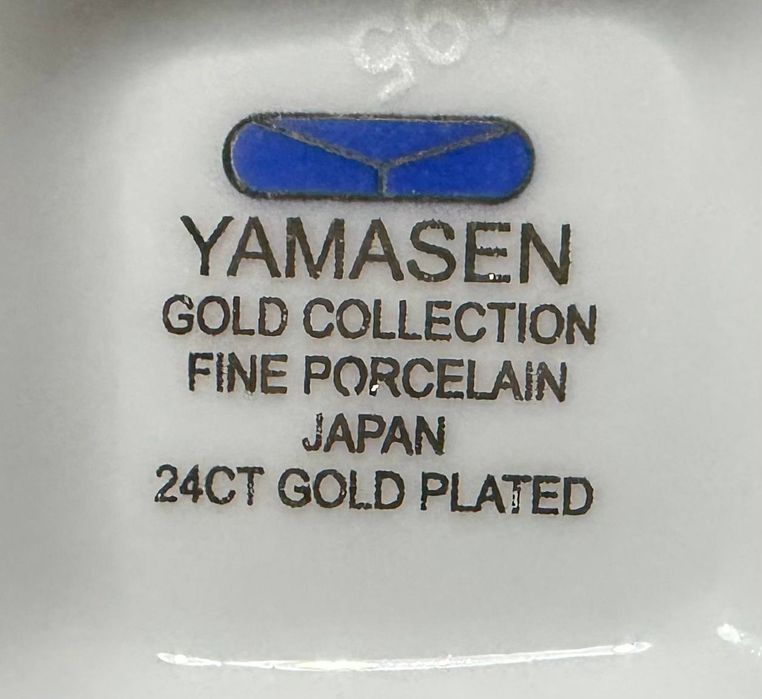 YAMASEN
GOLD COLLECTION
FINE PORCELAIN
JAPAN
24CT GOLD PLATED